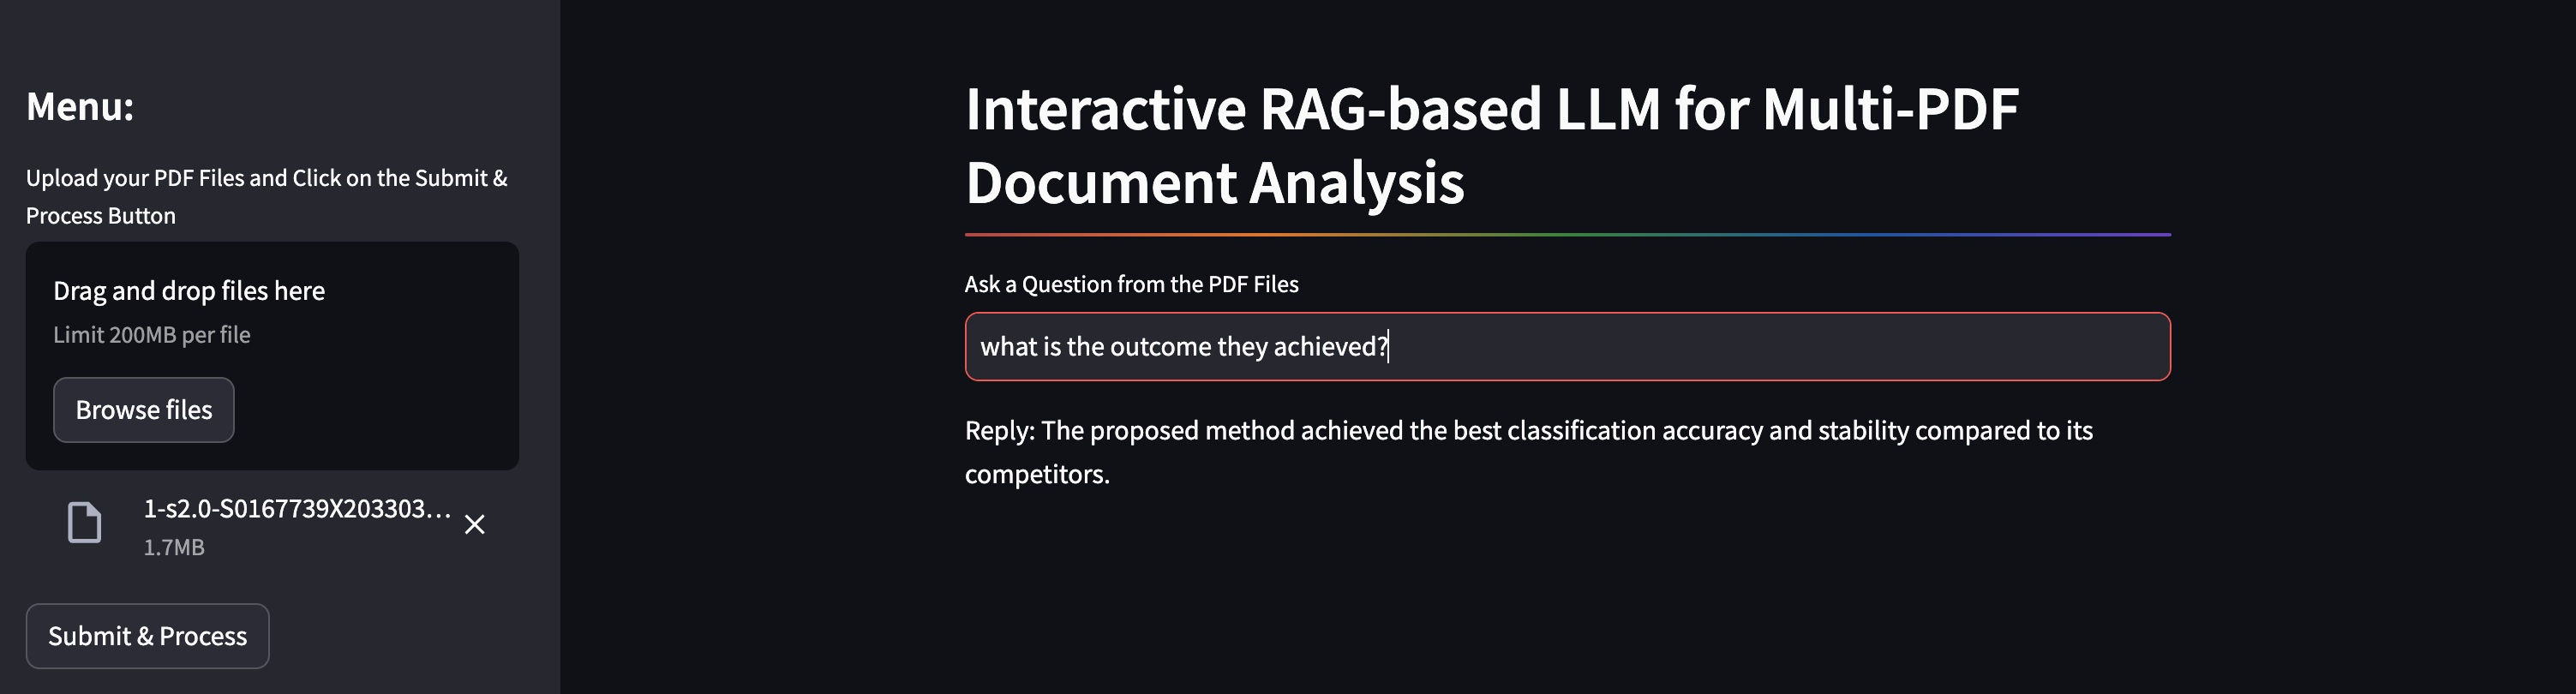 Menu:
Upload your PDF Files and Click on the Submit &
Process Button
Drag and drop files here
Limit 200MB per file
Browse files
1-s2.0-S0167739X203303...
1.7MB
Submit & Process
Interactive RAG-based LLM for Multi-PDF
Document Analysis
Ask a Question from the PDF Files
what is the outcome they achieved?
Reply: The proposed method achieved the best classification accuracy and stability compared to its
competitors.